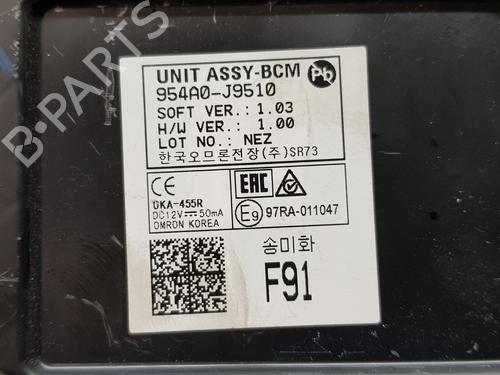 UNIT ASSY-BCM
Pb
954A0-J9510
SOFT VER.: 1.03
H/W VER.: 1.00
LOT NO.: NEZ
한국오므론전장(주)SR73
CE
EAC
OKA-455R
DC12V 50mA
OMRON KOREA
E9 97RA-011047
송미화
F91
B-PARTS